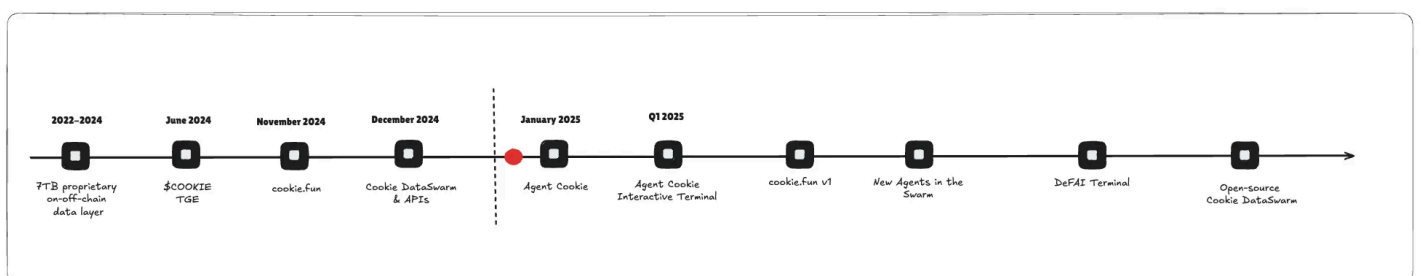 2022-2024
June 2024
November 2024
December 2024
January 2025
Q1 2025
7TB proprietary
on-off-chain
data layer
$COOKIE
TGE
cookie.fun
Cookie DataSwarm
& APIs
Agent Cookie
Agent Cookie
Interactive Terminal
cookie.fun v1
New Agents in the
Swarm
DeFAI Terminal
Open-source
Cookie DataSwarm